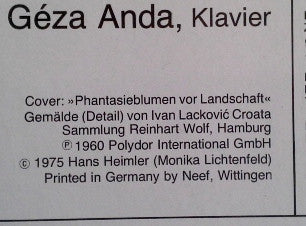 Géza Anda, Klavier
Cover: »Phantasieblumen vor Landschaft«
Gemälde (Detail) von Ivan Lacković Croata
Sammlung Reinhart Wolf, Hamburg
℗ 1960 Polydor International GmbH
© 1975 Hans Heimler (Monika Lichtenfeld)
Printed in Germany by Neef, Wittingen